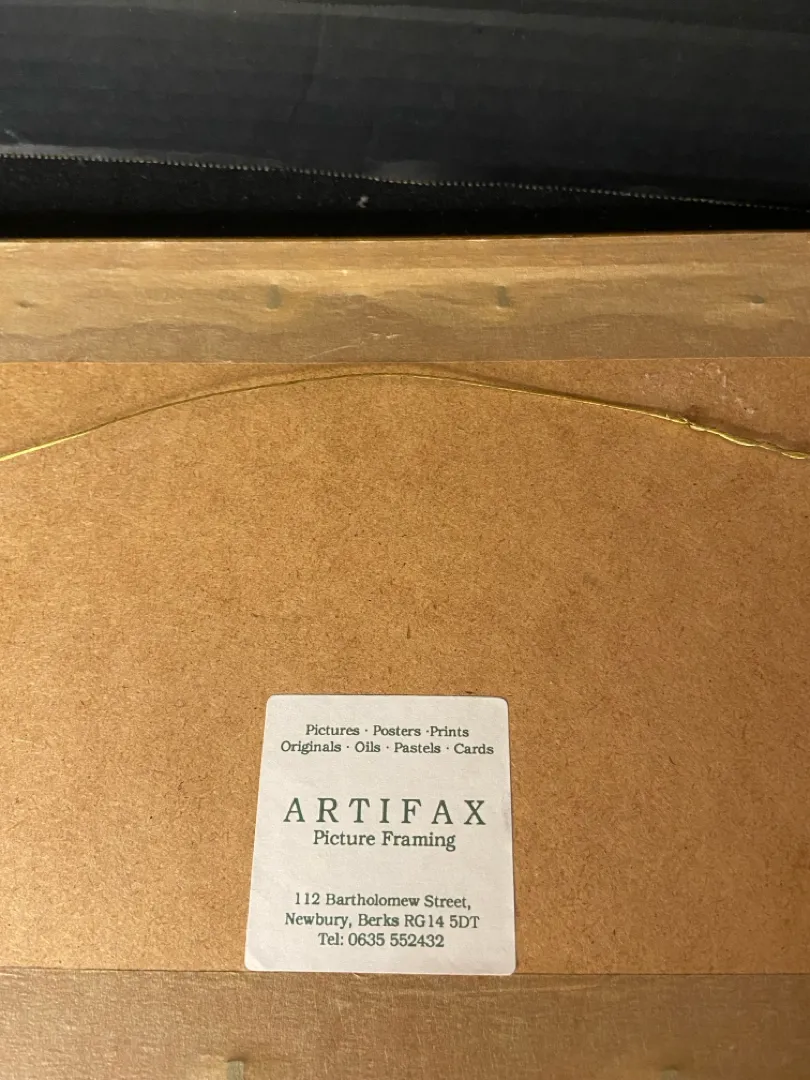 Pictures · Posters ·Prints
Originals · Oils · Pastels · Cards
ARTIFAX
Picture Framing
112 Bartholomew Street,
Newbury, Berks RG14 5DT
Tel: 0635 552432